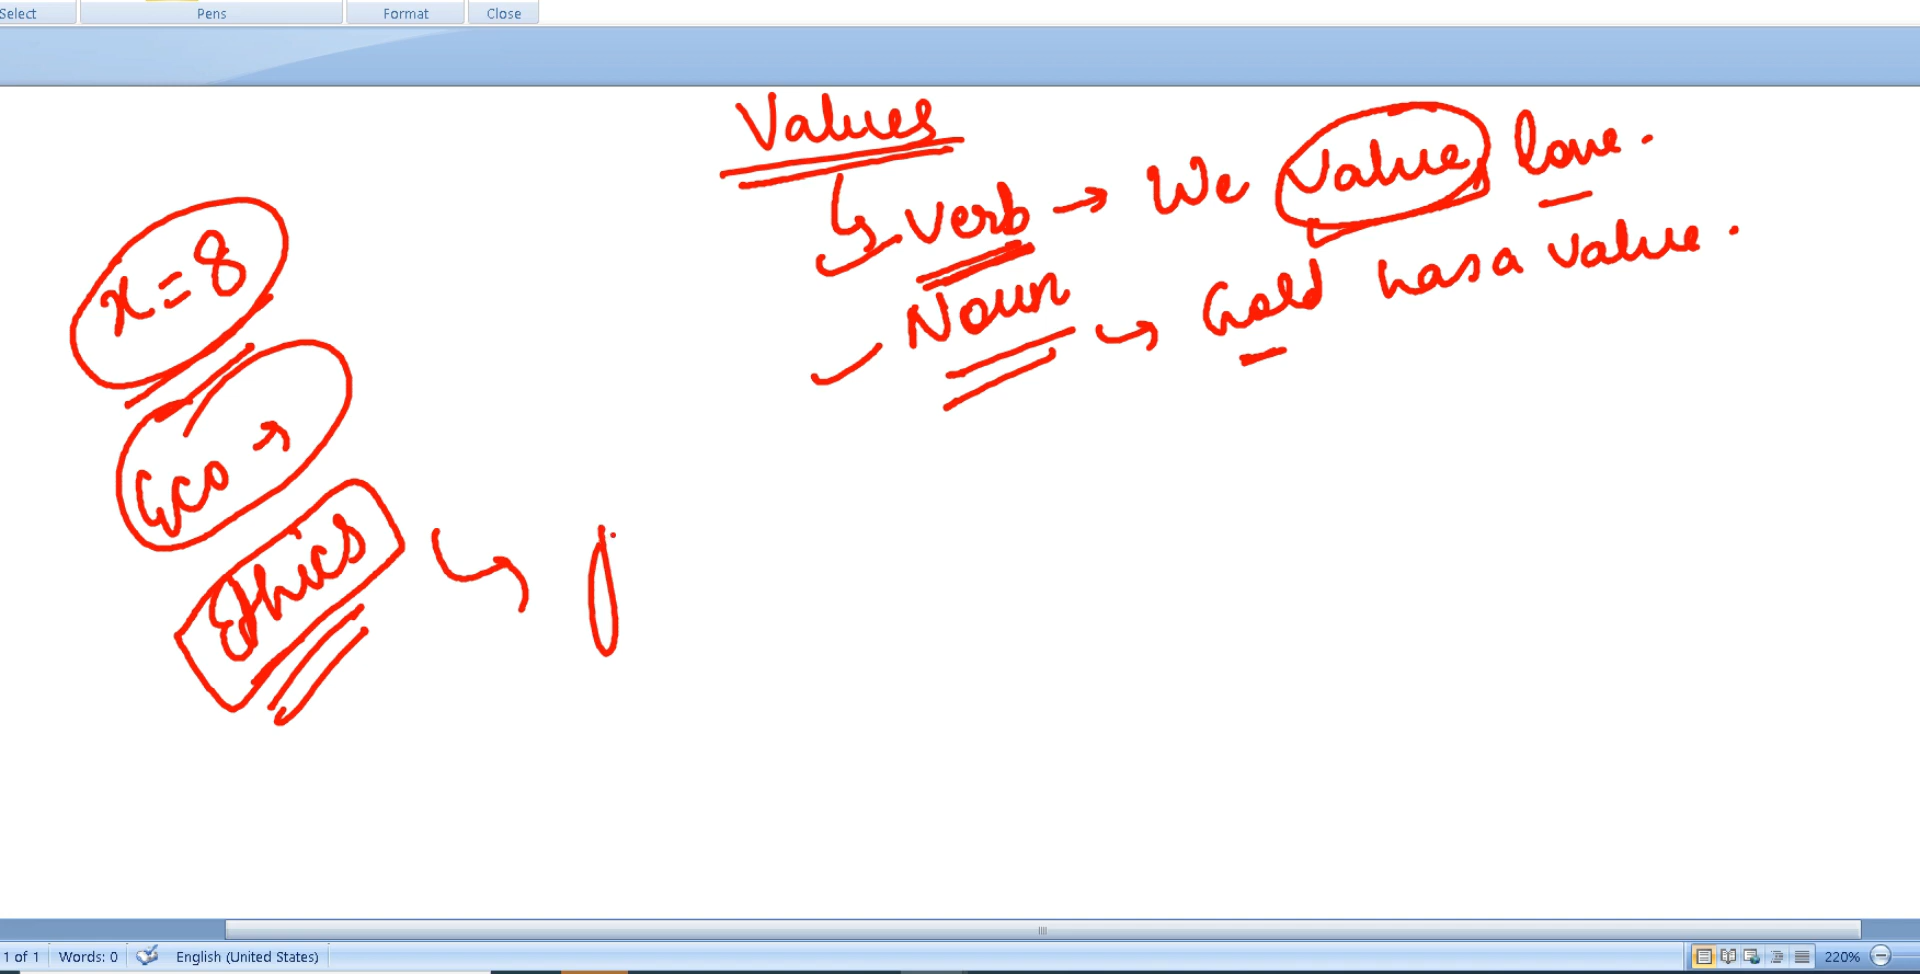 Select Pens Format Close
Values
Verb → We value love.
Noun → Gold has a value.
x = 8
Eco →
Ethics
1 of 1 Words: 0 English (United States) 220%